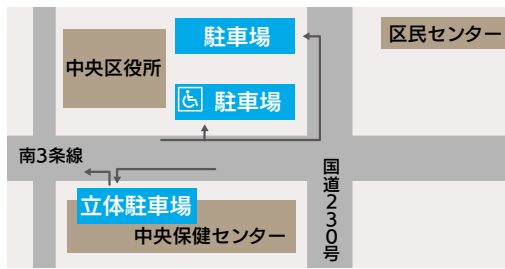 駐車場
区民センター
中央区役所
駐車場
南3条線
国道230号
立体駐車場
中央保健センター